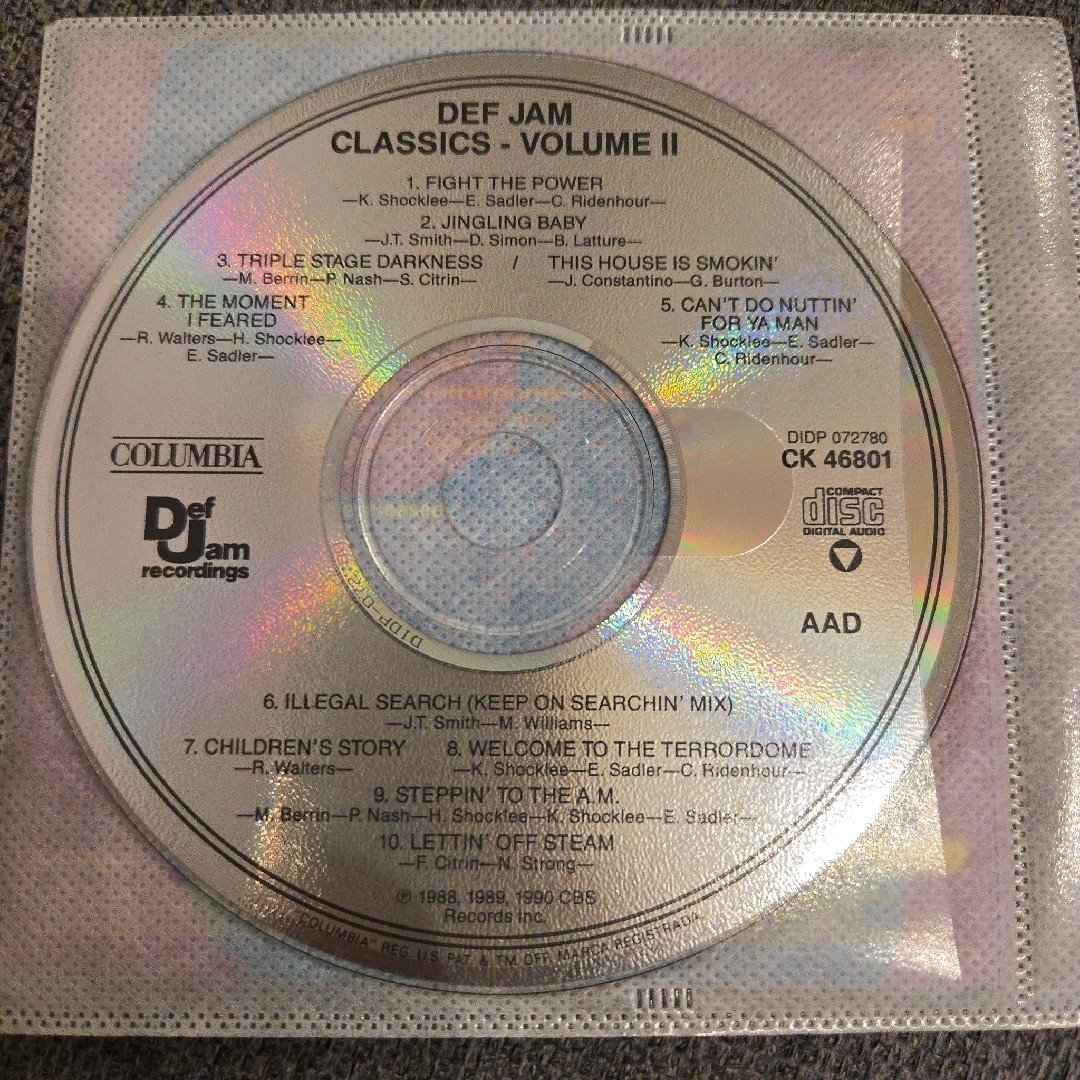 DEF JAM
CLASSICS - VOLUME II
1. FIGHT THE POWER
—K. Shocklee—E. Sadler—C. Ridenhour—
2. JINGLING BABY
—J.T. Smith—D. Simon—B. Latture—
3. TRIPLE STAGE DARKNESS / THIS HOUSE IS SMOKIN'
—M. Berrin—P. Nash—S. Citrin— —J. Constantino—G. Burton—
4. THE MOMENT
I FEARED
—R. Walters—H. Shocklee—
E. Sadler—
5. CAN'T DO NUTTIN'
FOR YA MAN
—K. Shocklee—E. Sadler—
C. Ridenhour—
COLUMBIA
Def
Jam
recordings
DIDP 072780
CK 46801
COMPACT
disc
DIGITAL AUDIO
AAD
6. ILLEGAL SEARCH (KEEP ON SEARCHIN' MIX)
—J.T. Smith—M. Williams—
7. CHILDREN'S STORY 8. WELCOME TO THE TERRORDOME
—R. Walters— —K. Shocklee—E. Sadler—C. Ridenhour—
9. STEPPIN' TO THE A.M.
—M. Berrin—P. Nash—H. Shocklee—K. Shocklee—E. Sadler—
10. LETTIN' OFF STEAM
—F. Citrin—N. Strong—
℗ 1988, 1989, 1990 CBS
Records Inc.
"COLUMBIA" REG. U.S. PAT. & TM. OFF. MARCA REGISTRADA.